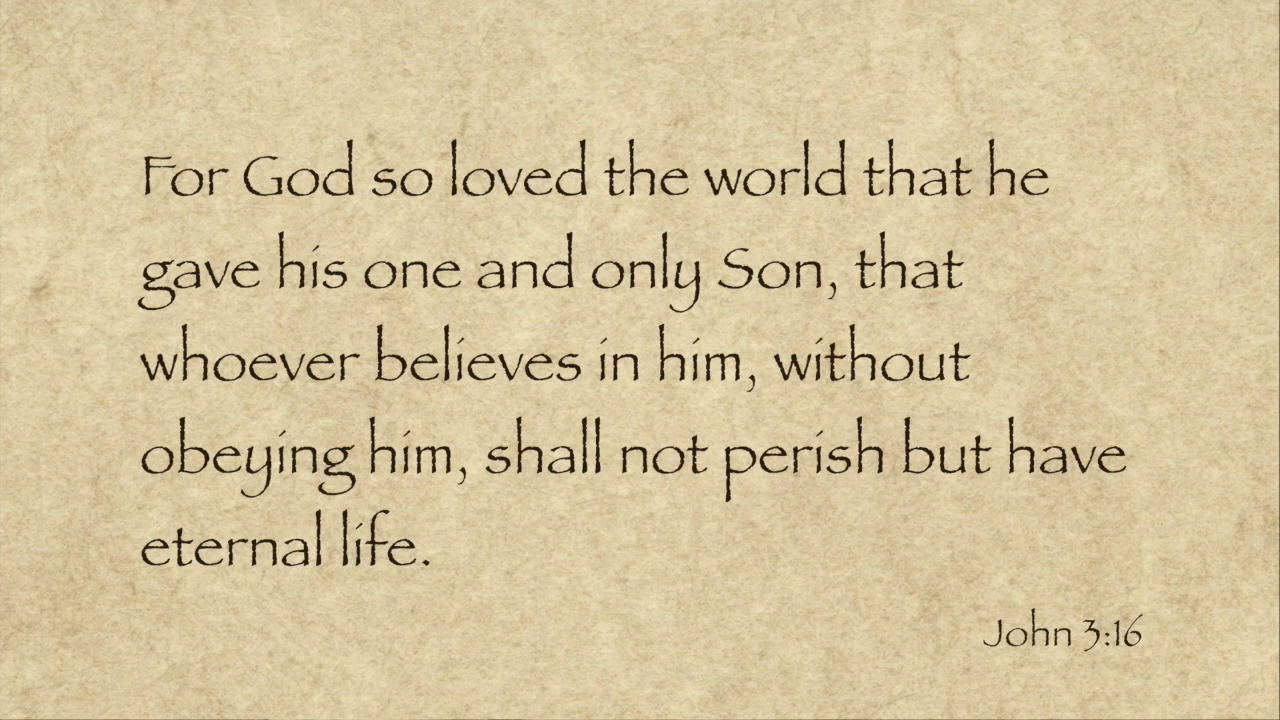 For God so loved the world that he
gave his one and only Son, that
whoever believes in him, without
obeying him, shall not perish but have
eternal life.
John 3:16